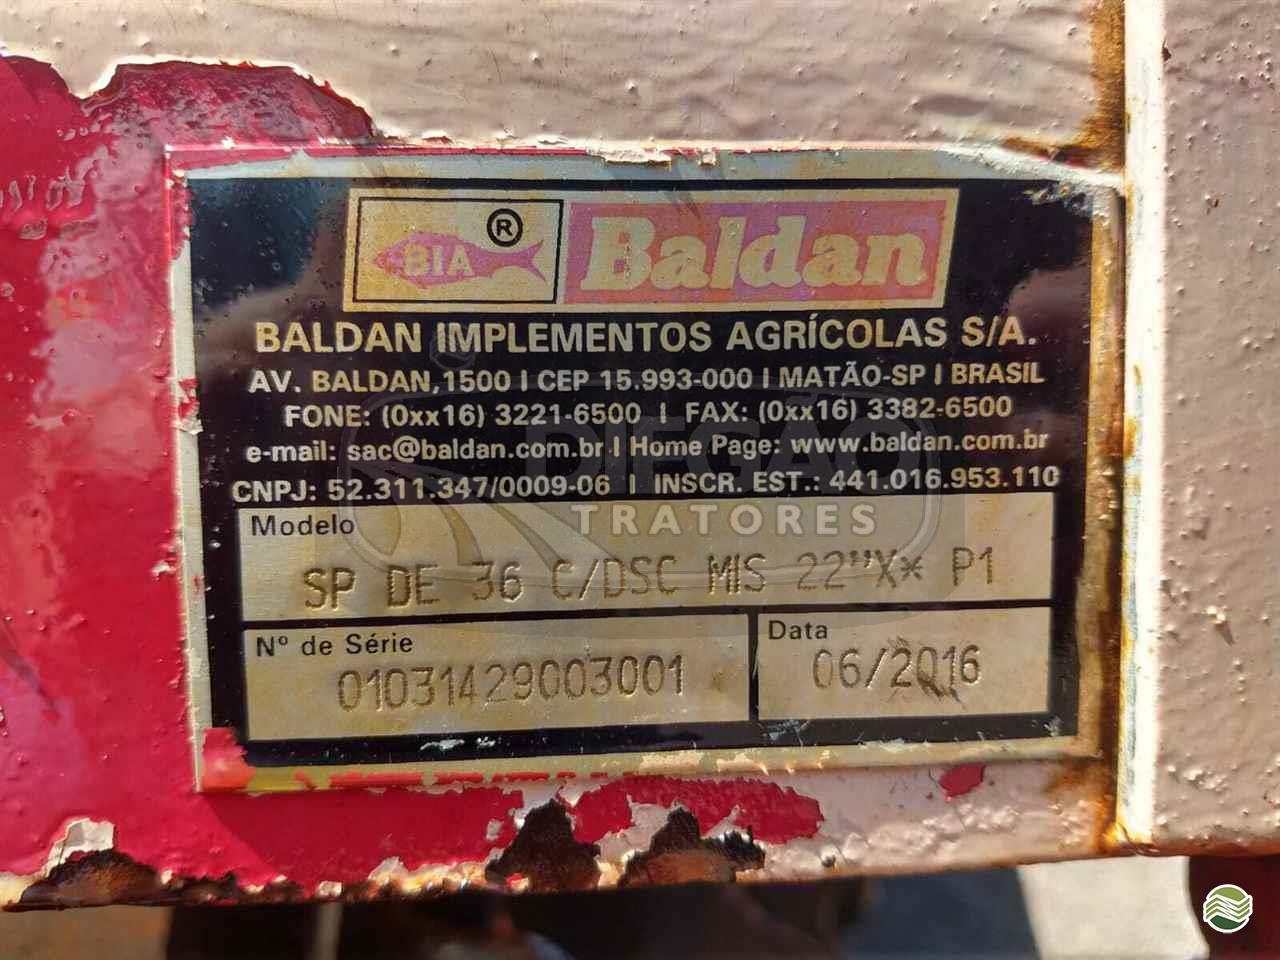 BIA ® Baldan
BALDAN IMPLEMENTOS AGRÍCOLAS S/A.
AV. BALDAN,1500 I CEP 15.993-000 I MATÃO-SP I BRASIL
FONE: (0xx16) 3221-6500 I FAX: (0xx16) 3382-6500
e-mail: sac@baldan.com.br I Home Page: www.baldan.com.br
CNPJ: 52.311.347/0009-06 I INSCR. EST.: 441.016.953.110
DIEGÃO
TRATORES
Modelo
SP DE 36 C/DSC MIS 22"X* P1
Nº de Série
01031429003001
Data
06/2016